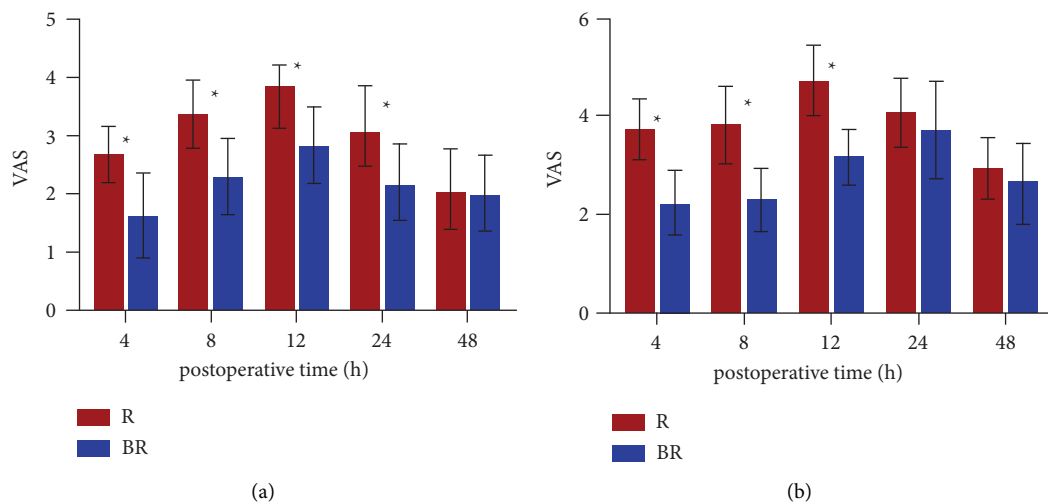 5
4
3
2
1
0
VAS
* * * *
4 8 12 24 48
postoperative time (h)
R
BR
(a)
6
4
2
0
VAS
* * *
4 8 12 24 48
postoperative time (h)
R
BR
(b)